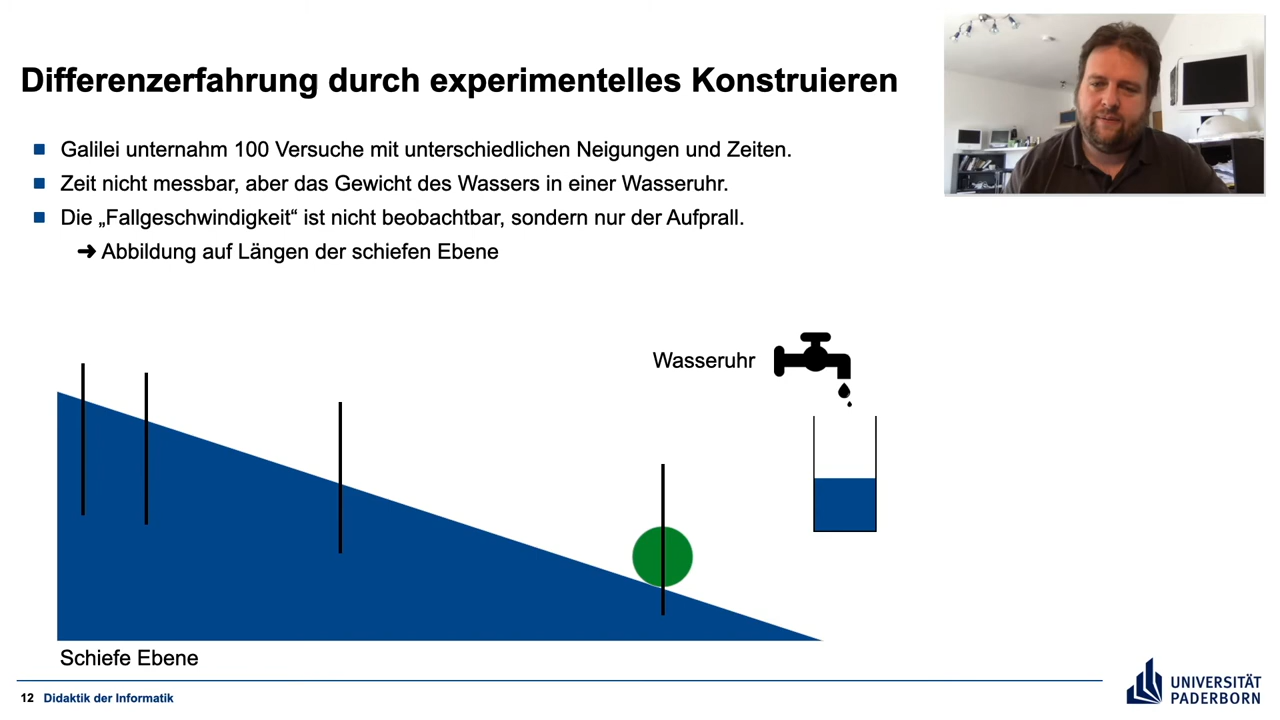 Differenzerfahrung durch experimentelles Konstruieren
Galilei unternahm 100 Versuche mit unterschiedlichen Neigungen und Zeiten.
Zeit nicht messbar, aber das Gewicht des Wassers in einer Wasseruhr.
Die „Fallgeschwindigkeit“ ist nicht beobachtbar, sondern nur der Aufprall.
➜ Abbildung auf Längen der schiefen Ebene
Wasseruhr
Schiefe Ebene
12 Didaktik der Informatik
UNIVERSITÄT
PADERBORN